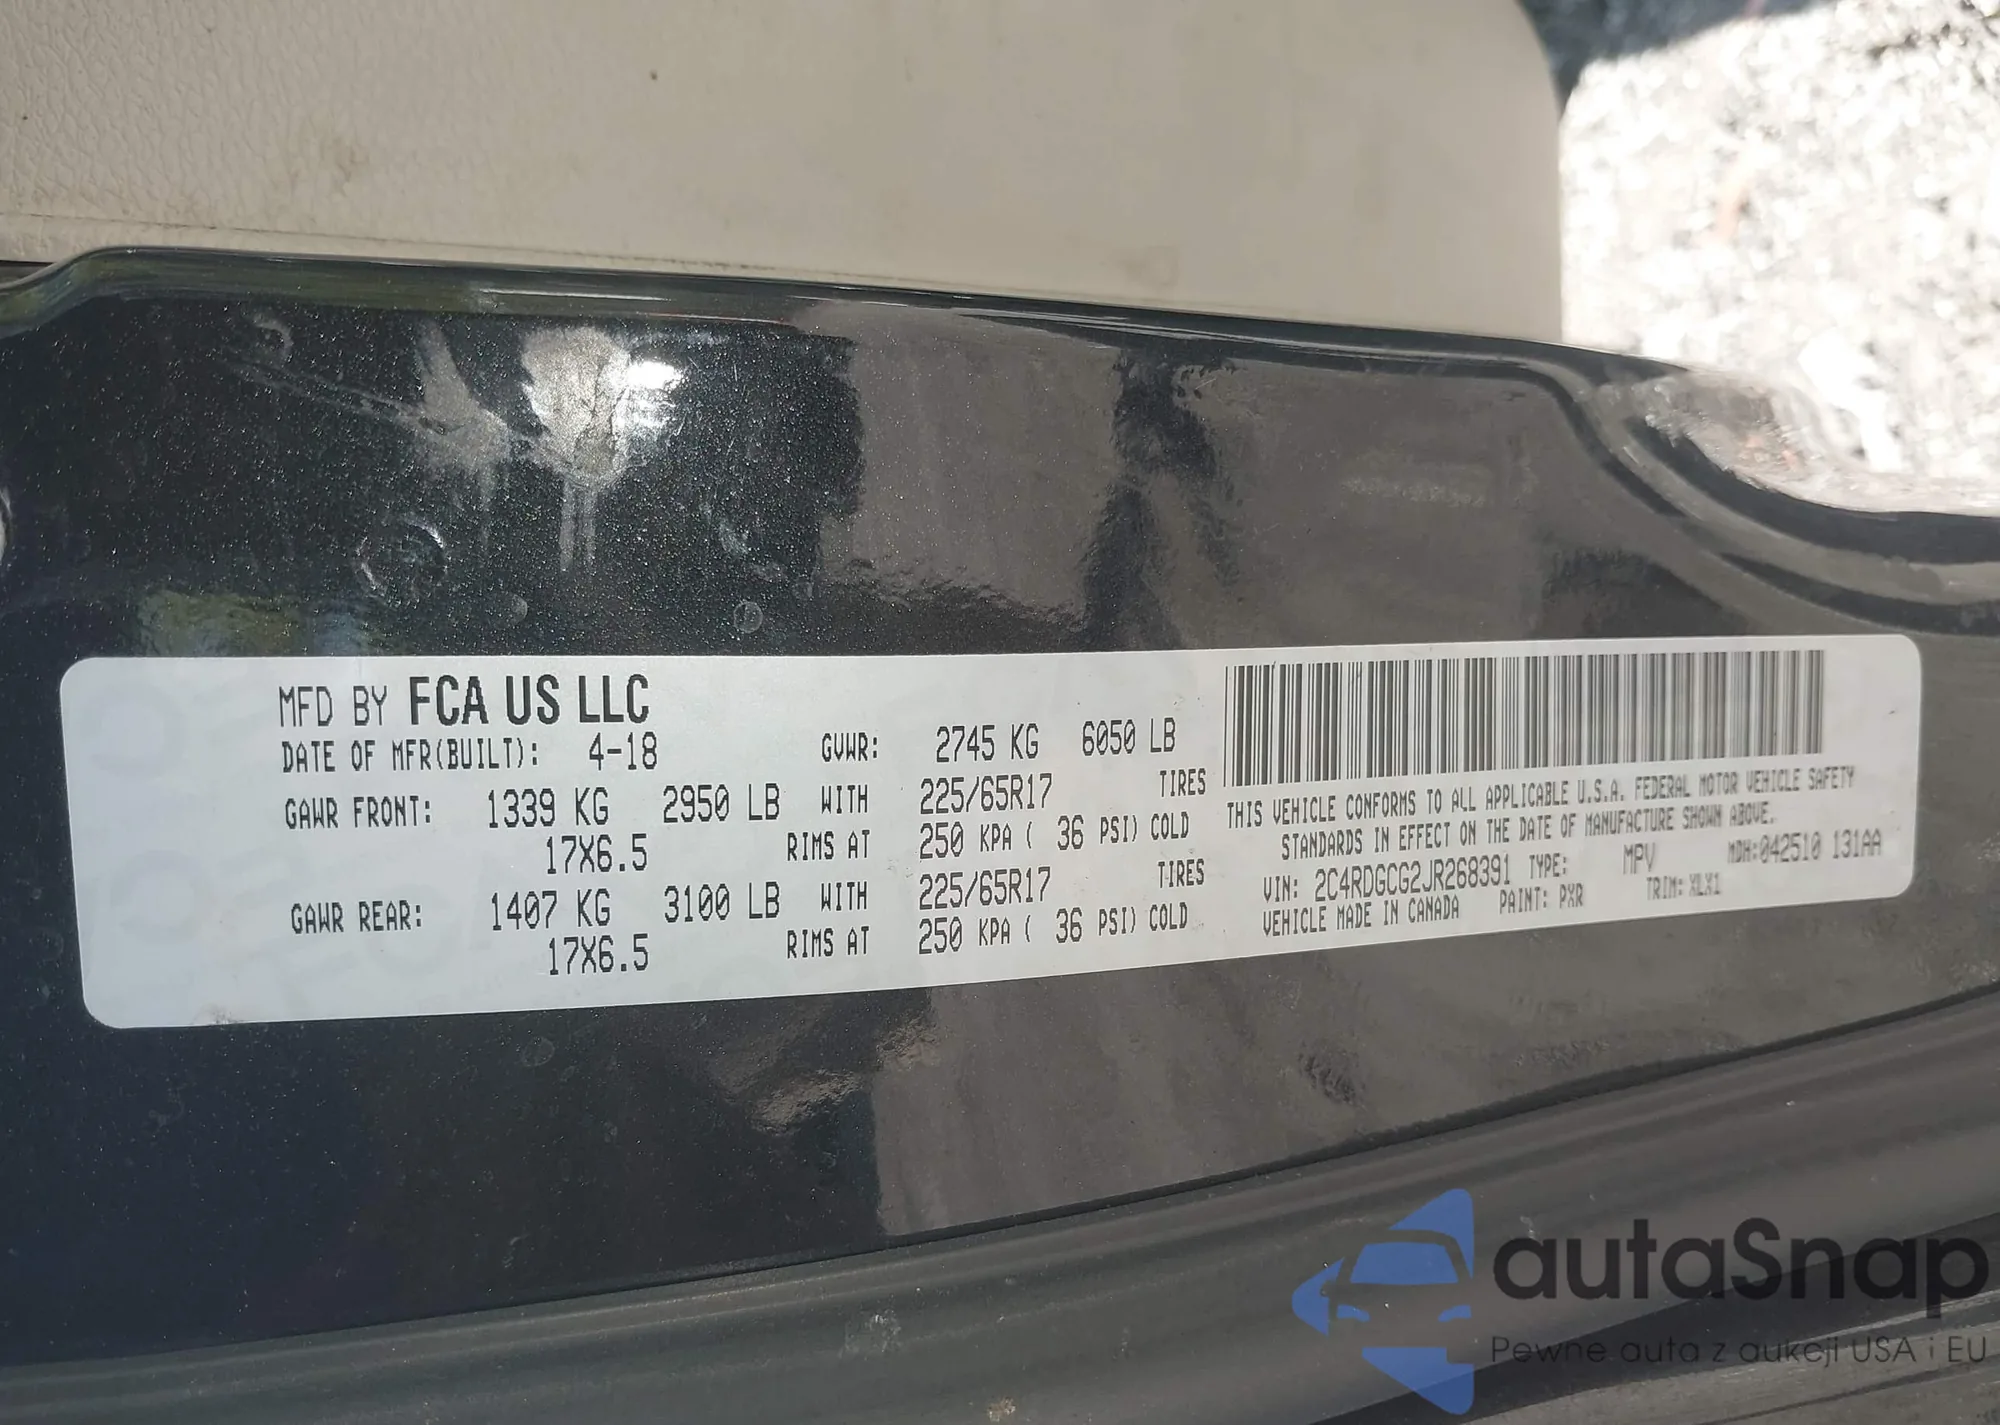 MFD BY FCA US LLC
DATE OF MFR(BUILT): 4-18 GVWR: 2745 KG 6050 LB
GAWR FRONT: 1339 KG 2950 LB WITH 225/65R17 TIRES
17X6.5 RIMS AT 250 KPA ( 36 PSI) COLD
GAWR REAR: 1407 KG 3100 LB WITH 225/65R17 TIRES
17X6.5 RIMS AT 250 KPA ( 36 PSI) COLD
THIS VEHICLE CONFORMS TO ALL APPLICABLE U.S.A. FEDERAL MOTOR VEHICLE SAFETY
STANDARDS IN EFFECT ON THE DATE OF MANUFACTURE SHOWN ABOVE.
VIN: 2C4RDGCG2JR268391 TYPE: MPV MDH:042510 131AA
VEHICLE MADE IN CANADA PAINT: PXR TRIM: XLX1
autaSnap
Pewne auta z aukcji USA i EU